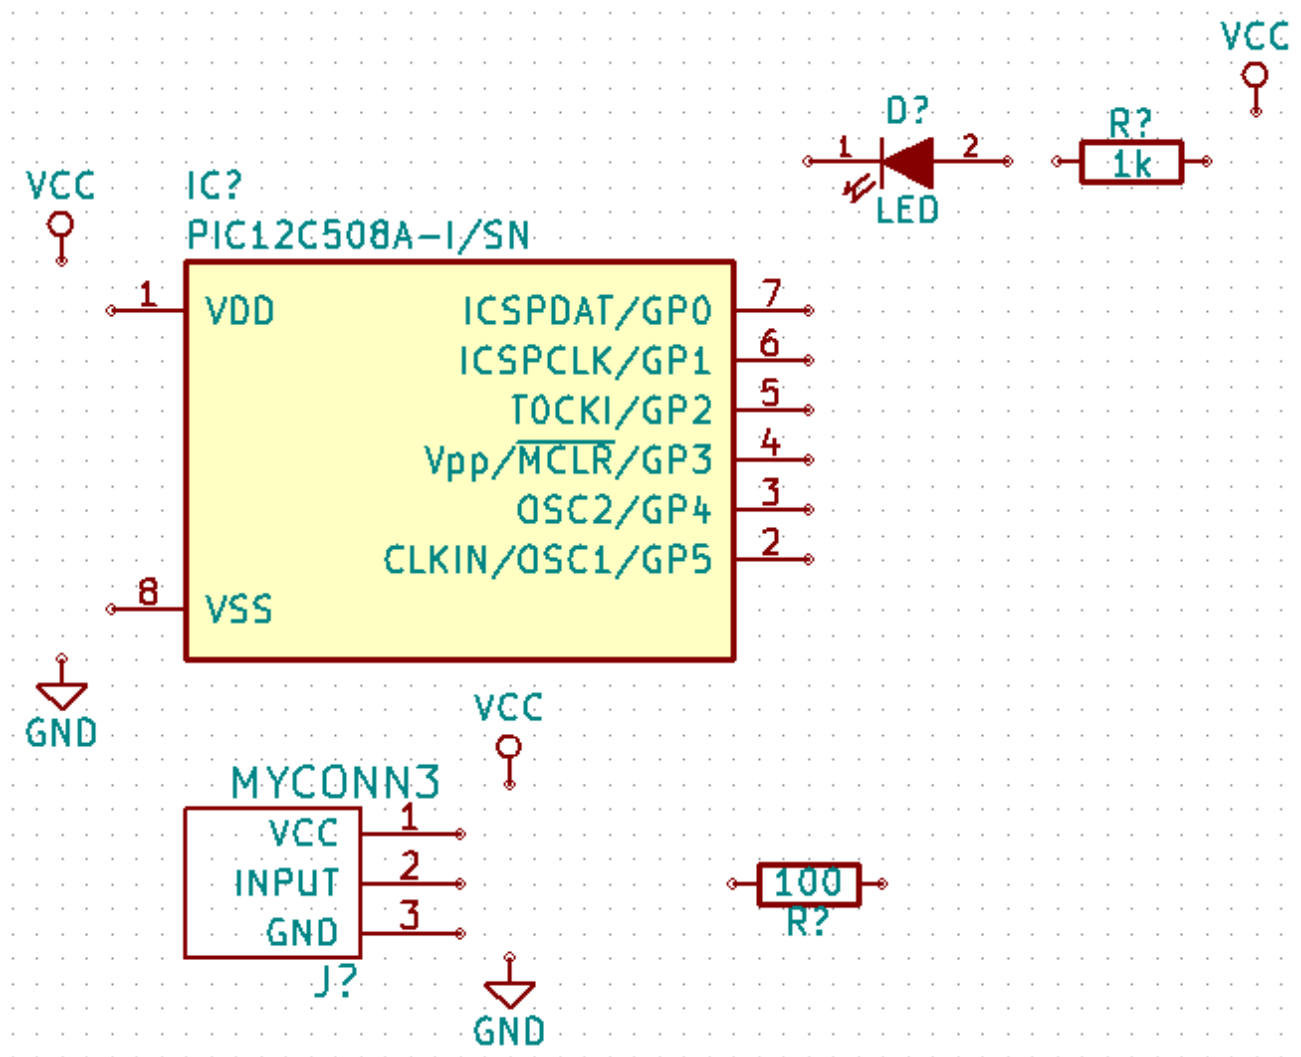 VCC
D?
1
2
LED
R?
1k
VCC
IC?
PIC12C508A-I/SN
1
VDD
ICSPDAT/GP0
7
ICSPCLK/GP1
6
T0CKI/GP2
5
Vpp/MCLR/GP3
4
OSC2/GP4
3
CLKIN/OSC1/GP5
2
8
VSS
GND
VCC
MYCONN3
VCC
1
INPUT
2
GND
3
J?
GND
100
R?